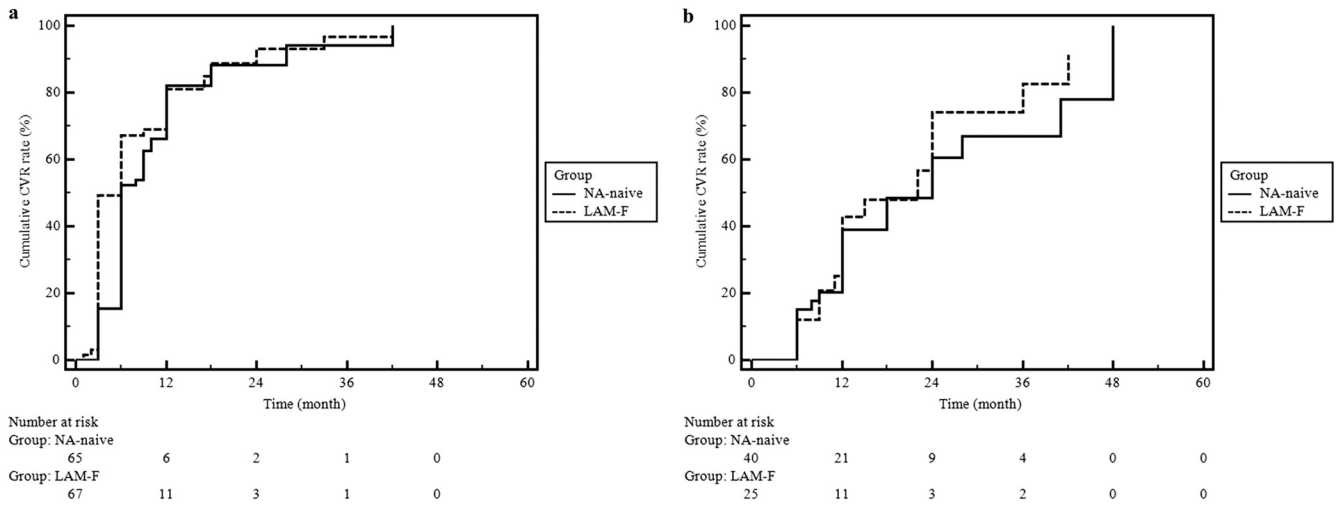 a
Cumulative CVR rate (%)
100
80
60
40
20
0
0 12 24 36 48 60
Time (month)
Group
NA-naive
LAM-F
Number at risk
Group: NA-naive
65 6 2 1 0
Group: LAM-F
67 11 3 1 0
b
Cumulative CVR rate (%)
100
80
60
40
20
0
0 12 24 36 48 60
Time (month)
Group
NA-naive
LAM-F
Number at risk
Group: NA-naive
40 21 9 4 0 0
Group: LAM-F
25 11 3 2 0 0